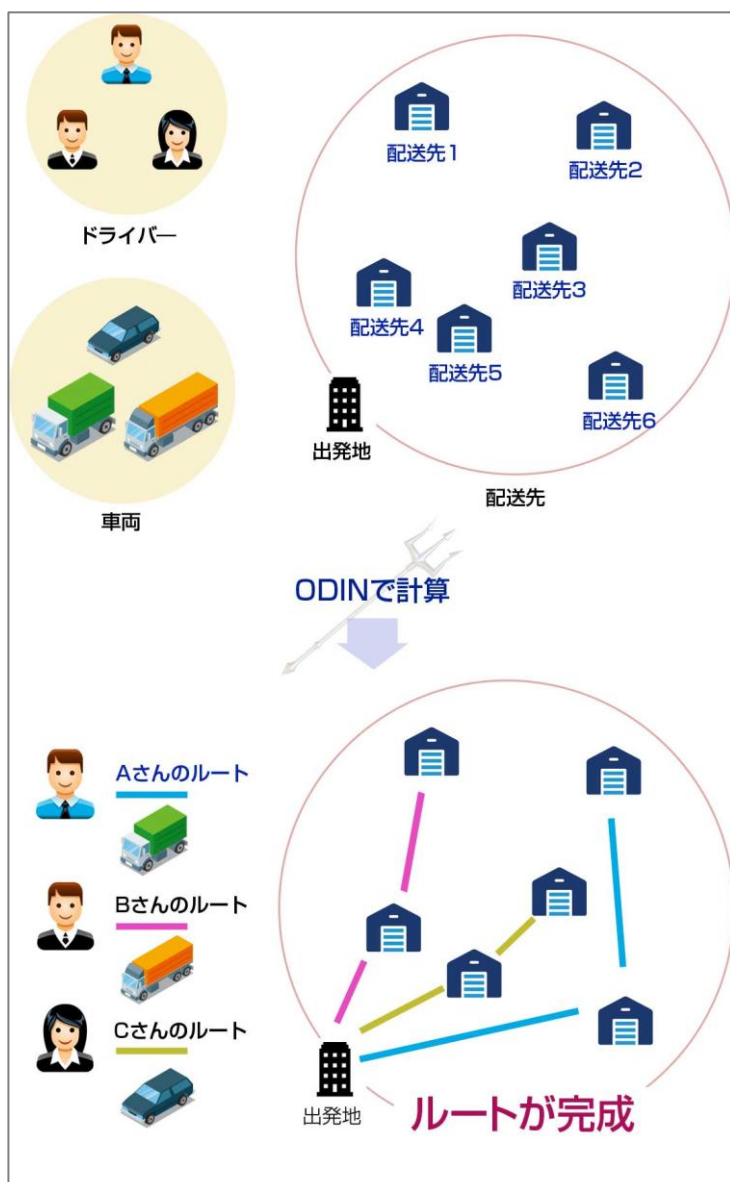 配送先1
配送先2
ドライバー
配送先3
配送先4
配送先5
配送先6
出発地
配送先
車両
ODINで計算
Aさんのルート
Bさんのルート
Cさんのルート
出発地
ルートが完成